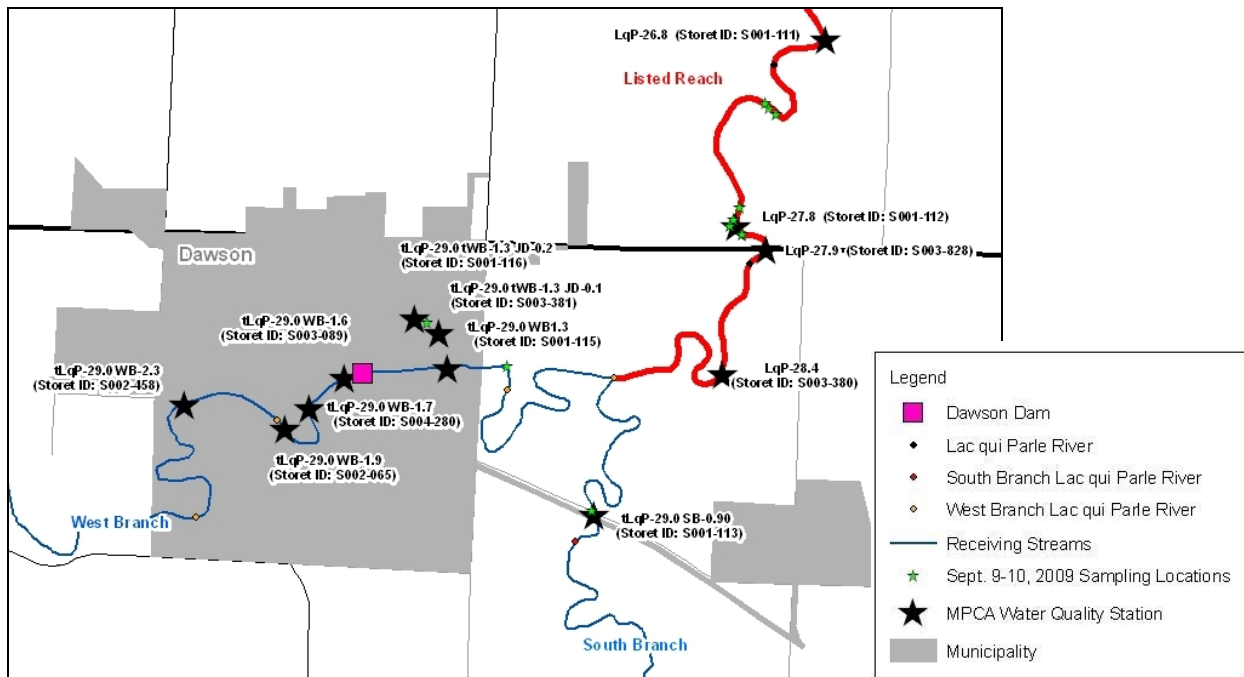 LqP-26.8 (Storet ID: S001-111)
Listed Reach
LqP-27.8 (Storet ID: S001-112)
LqP-27.9 (Storet ID: S003-828)
Dawson
tLqP-29.0 tWB-1.3 JD-0.2
(Storet ID: S001-116)
tLqP-29.0 tWB-1.3 JD-0.1
(Storet ID: S003-381)
tLqP-29.0 WB-1.6
(Storet ID: S003-089)
tLqP-29.0 WB1.3
(Storet ID: S001-115)
tLqP-29.0 WB-2.3
(Storet ID: S002-458)
LqP-28.4
(Storet ID: S003-380)
tLqP-29.0 WB-1.7
(Storet ID: S004-280)
tLqP-29.0 WB-1.9
(Storet ID: S002-065)
West Branch
tLqP-29.0 SB-0.90
(Storet ID: S001-113)
South Branch
Legend
Dawson Dam
Lac qui Parle River
South Branch Lac qui Parle River
West Branch Lac qui Parle River
Receiving Streams
Sept. 9-10, 2009 Sampling Locations
MPCA Water Quality Station
Municipality